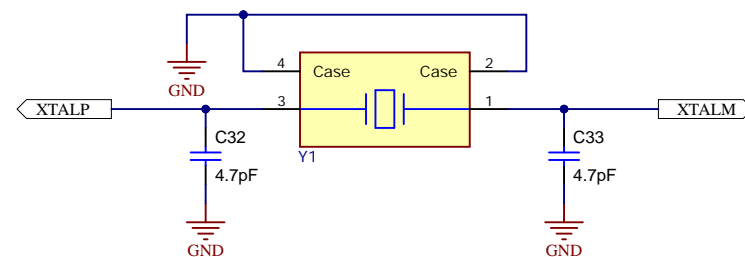 4 Case Case 2
GND
XTALP 3 1 XTALM
C32 C33
Y1
4.7pF 4.7pF
GND GND